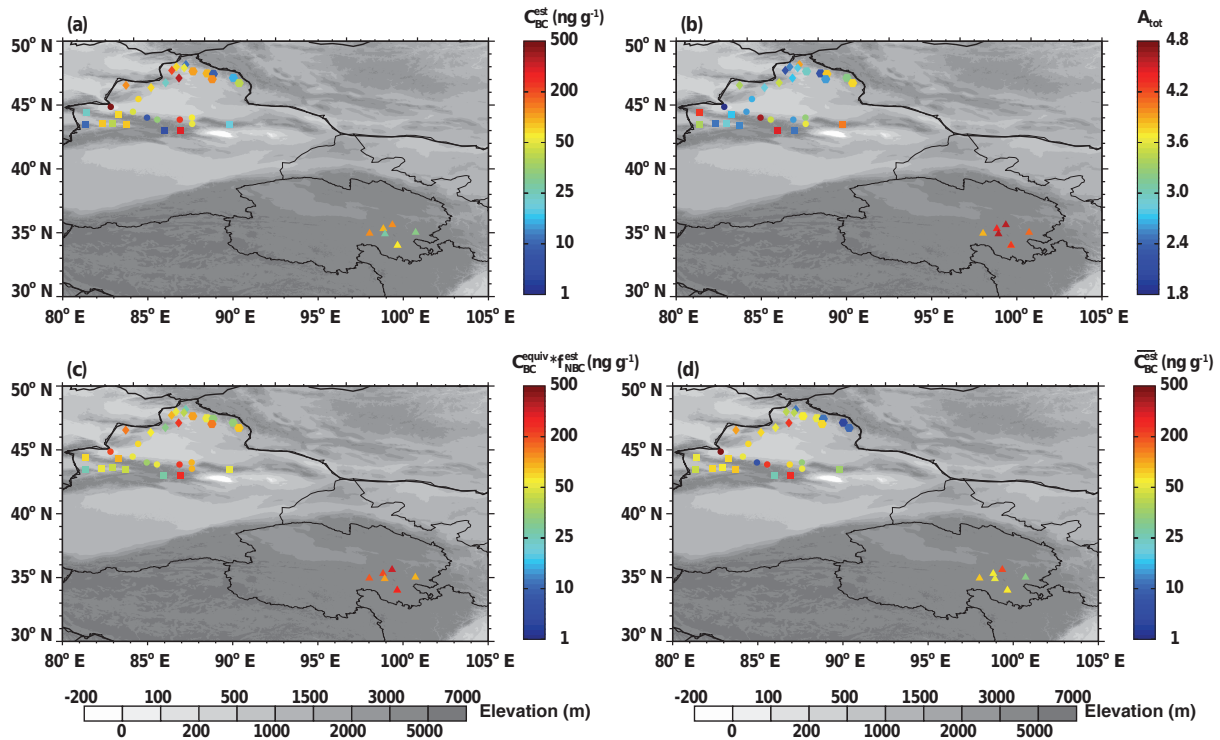 (a) C_BC^est (ng g⁻¹)
50° N
45° N
40° N
35° N
30° N
80° E 85° E 90° E 95° E 100° E 105° E
500
200
50
25
10
1
(b) A_tot
50° N
45° N
40° N
35° N
30° N
80° E 85° E 90° E 95° E 100° E 105° E
4.8
4.2
3.6
3.0
2.4
1.8
(c) C_BC^equiv*f_NBC^est (ng g⁻¹)
50° N
45° N
40° N
35° N
30° N
80° E 85° E 90° E 95° E 100° E 105° E
500
200
50
25
10
1
(d) C̅_BC^est (ng g⁻¹)
50° N
45° N
40° N
35° N
30° N
80° E 85° E 90° E 95° E 100° E 105° E
500
200
50
25
10
1
-200 100 500 1500 3000 7000
Elevation (m)
0 200 1000 2000 5000
-200 100 500 1500 3000 7000
Elevation (m)
0 200 1000 2000 5000